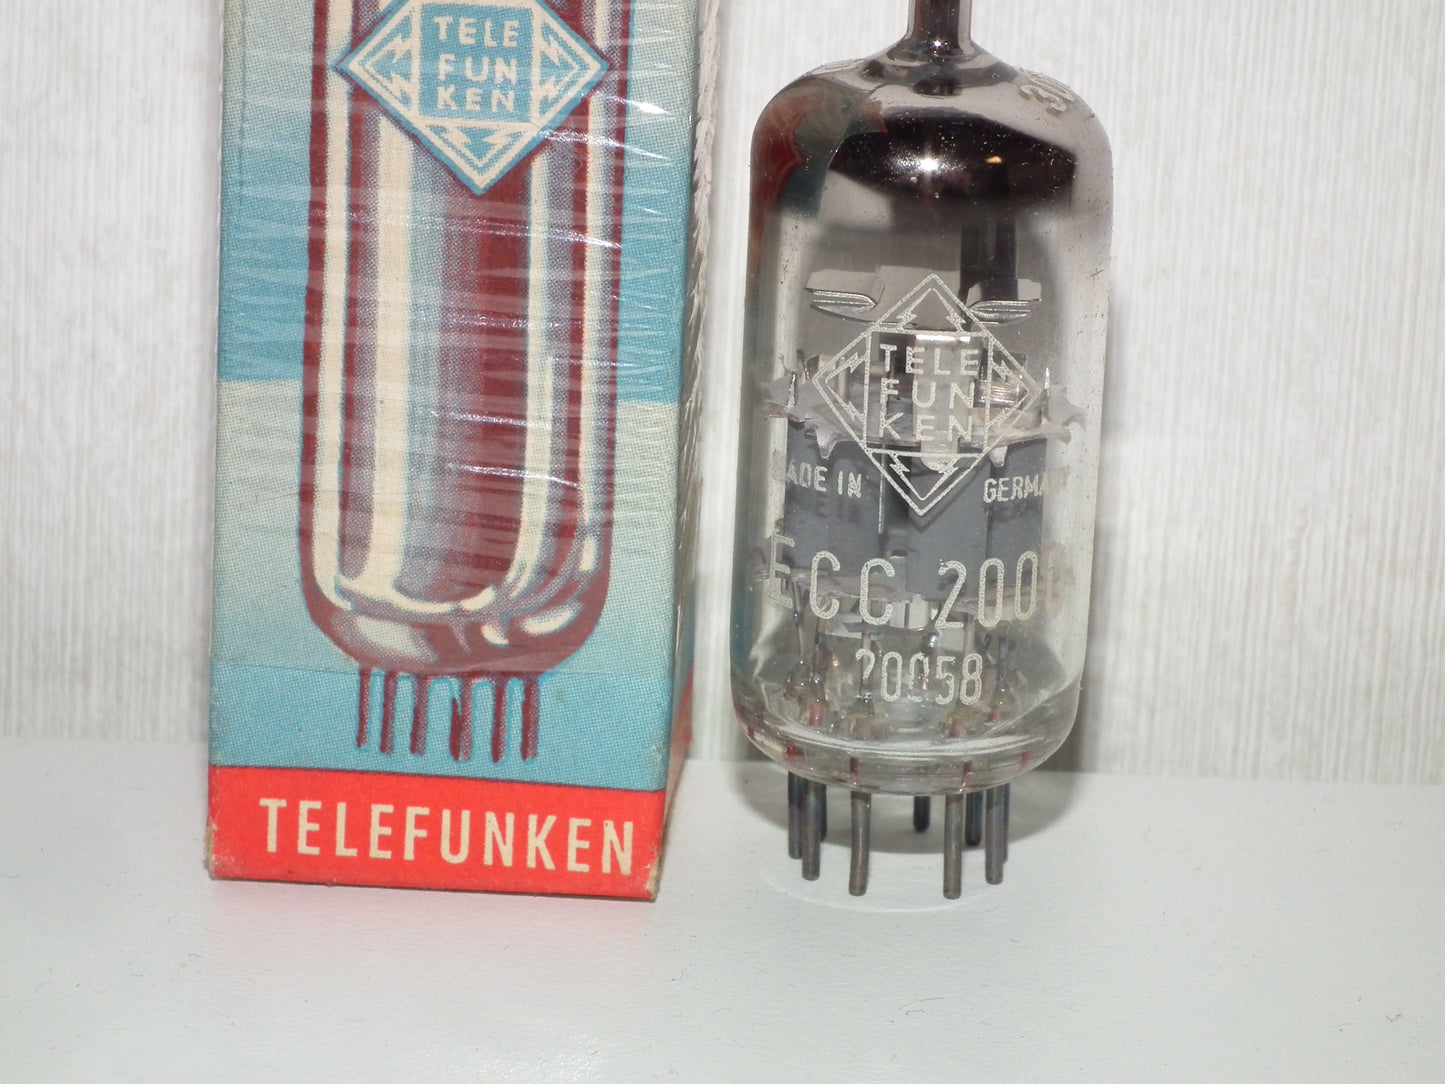 TELE
FUN
KEN
TELEFUNKEN
TELE
FUN
KEN
MADE IN GERMANY
ECC 2000
20058